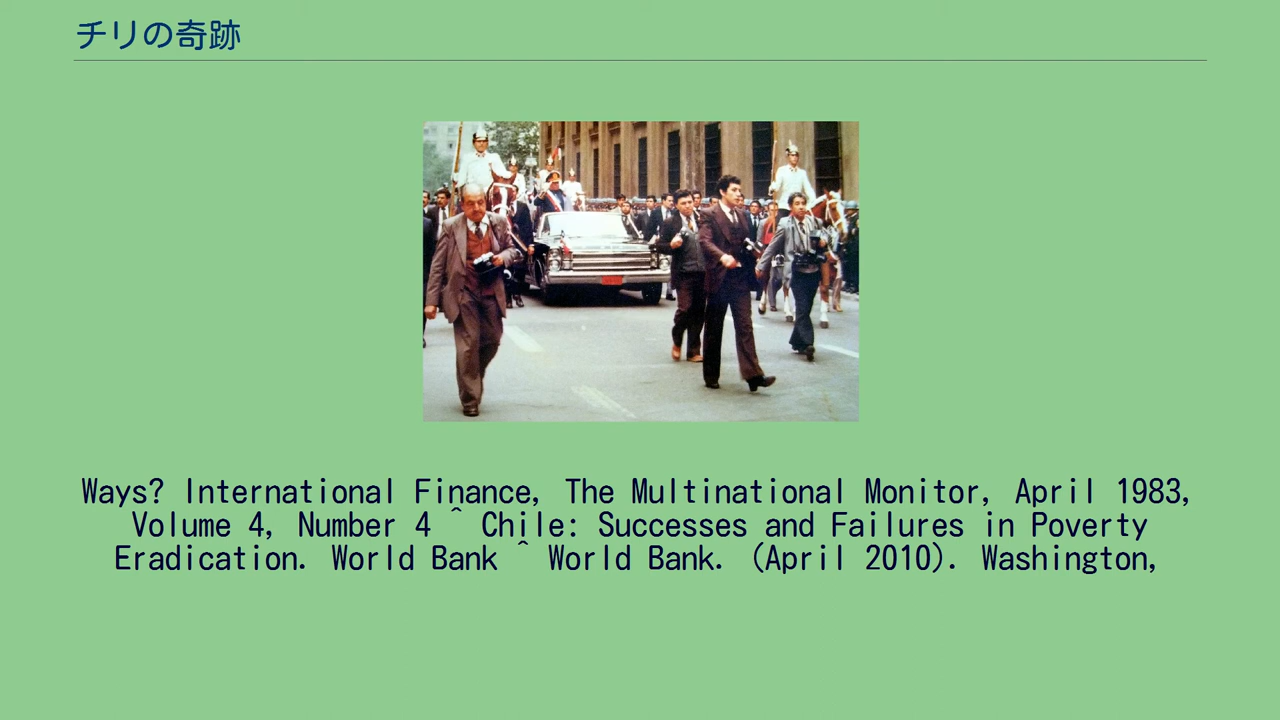 チリの奇跡
Ways? International Finance, The Multinational Monitor, April 1983,
Volume 4, Number 4 ^ Chile: Successes and Failures in Poverty
Eradication. World Bank ^ World Bank. (April 2010). Washington,